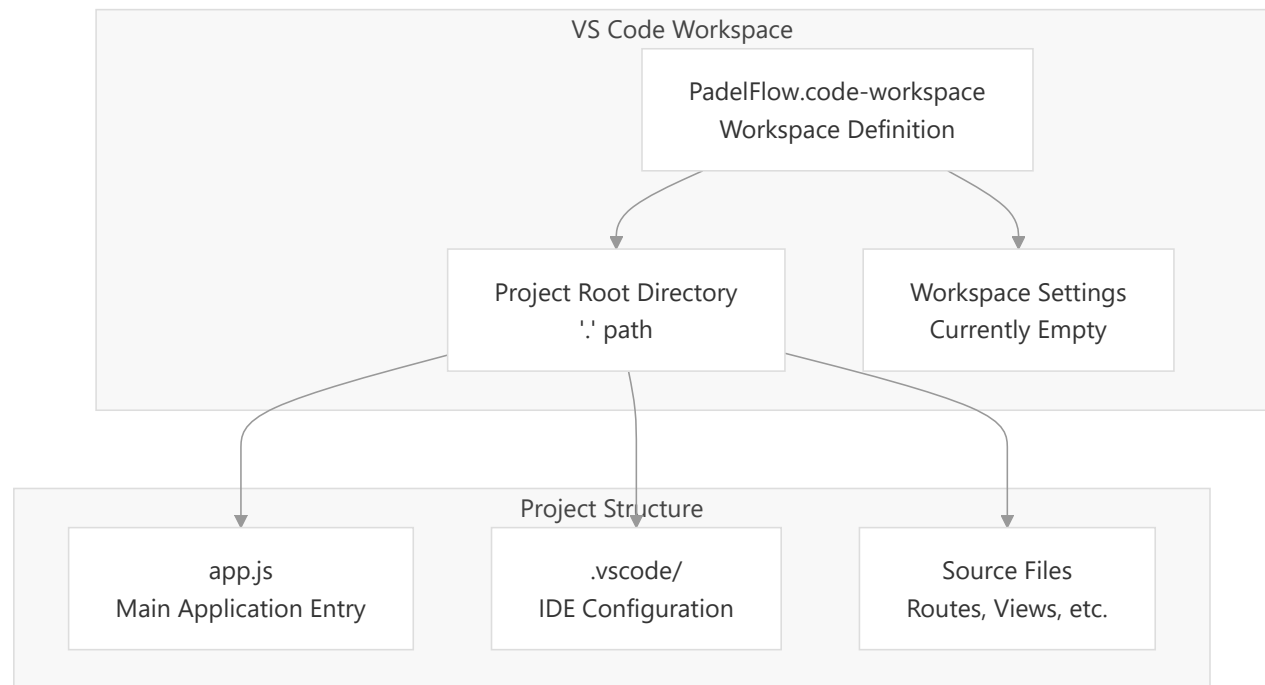 VS Code Workspace
PadelFlow.code-workspace
Workspace Definition
Project Root Directory
'.' path
Workspace Settings
Currently Empty
Project Structure
app.js
Main Application Entry
.vscode/
IDE Configuration
Source Files
Routes, Views, etc.